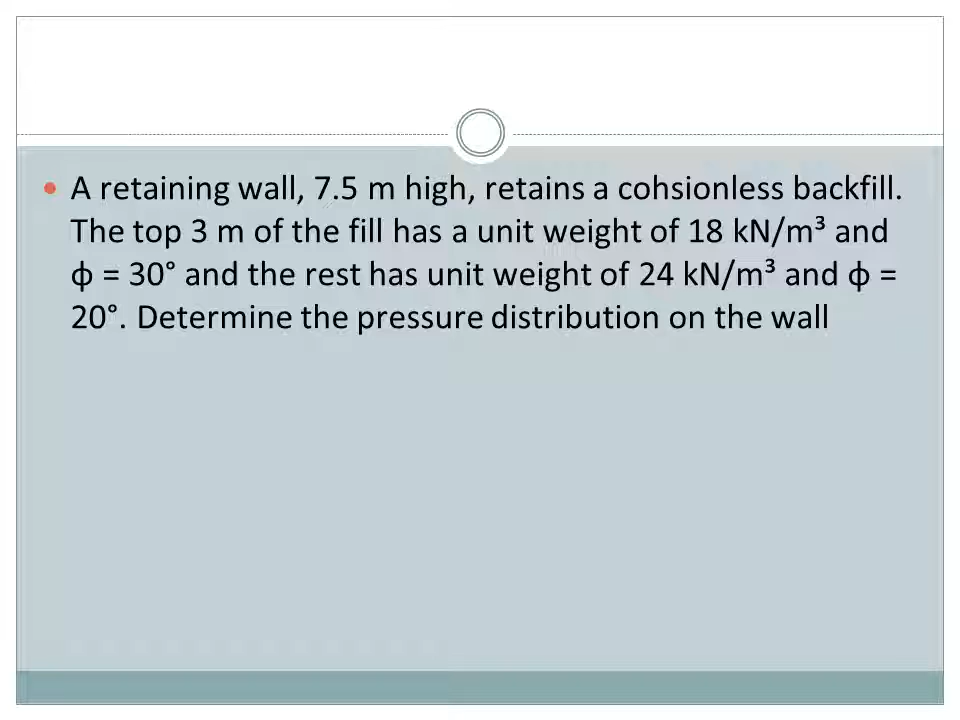 • A retaining wall, 7.5 m high, retains a cohsionless backfill.
The top 3 m of the fill has a unit weight of 18 kN/m³ and
ϕ = 30° and the rest has unit weight of 24 kN/m³ and ϕ =
20°. Determine the pressure distribution on the wall